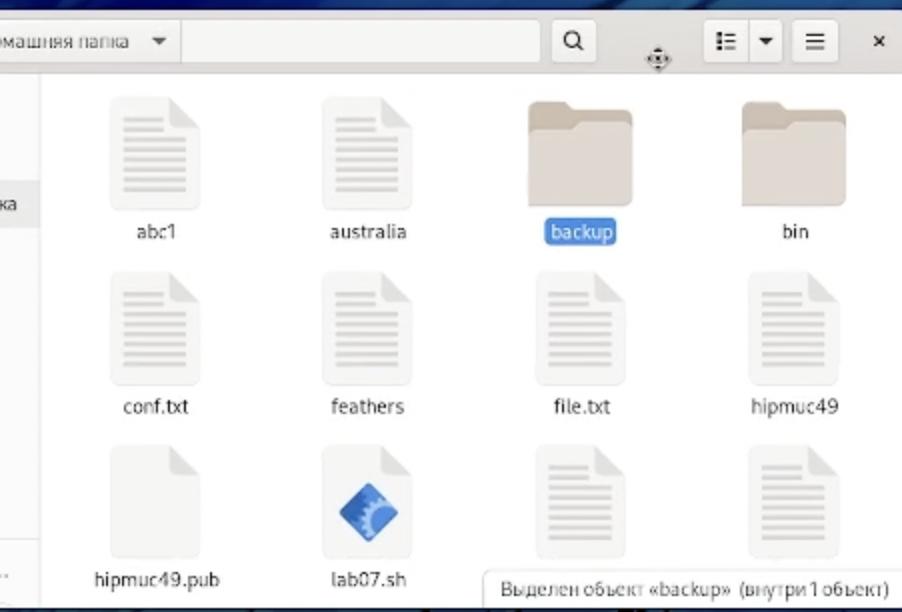 омашняя папка
ка
abc1
australia
backup
bin
conf.txt
feathers
file.txt
hipmuc49
hipmuc49.pub
lab07.sh
Выделен объект «backup» (внутри 1 объект)